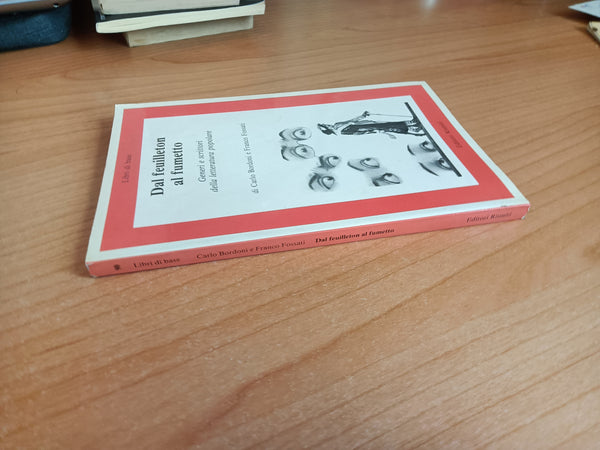 Libri di base
Dal feuilleton
al fumetto
Generi e scrittori
della letteratura popolare
di Carlo Bordoni e Franco Fossati
Editori Riuniti
Libri di base Carlo Bordoni e Franco Fossati Dal feuilleton al fumetto Editori Riuniti